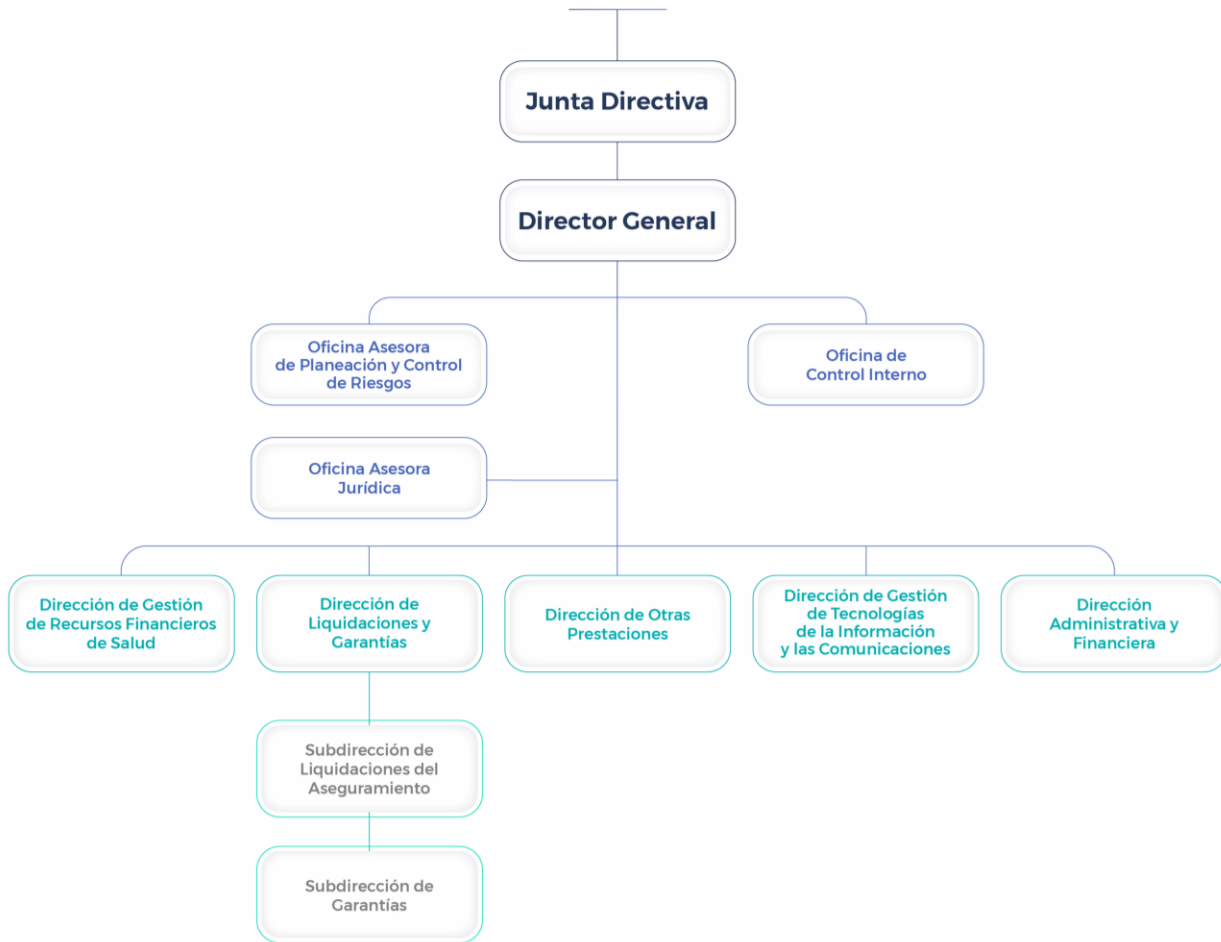 Junta Directiva
Director General
Oficina Asesora
de Planeación y Control
de Riesgos
Oficina de
Control Interno
Oficina Asesora
Jurídica
Dirección de Gestión
de Recursos Financieros
de Salud
Dirección de
Liquidaciones y
Garantías
Dirección de Otras
Prestaciones
Dirección de Gestión
de Tecnologías
de la Información
y las Comunicaciones
Dirección
Administrativa y
Financiera
Subdirección de
Liquidaciones del
Aseguramiento
Subdirección de
Garantías